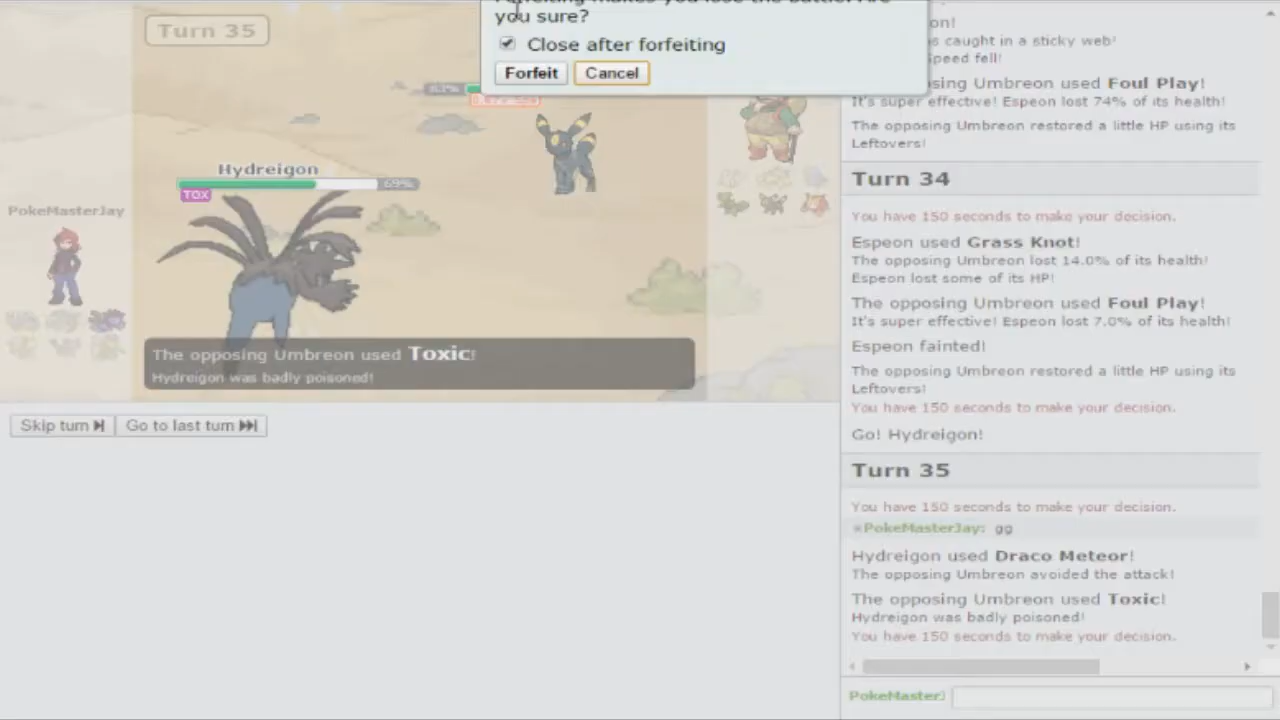 Turn 35
you sure?
Close after forfeiting
Forfeit
Cancel
Hydreigon
69%
TOX
PokeMasterJay
The opposing Umbreon used Toxic!
Hydreigon was badly poisoned!
Skip turn
Go to last turn
on!
s caught in a sticky web!
Speed fell!
sing Umbreon used Foul Play!
It's super effective! Espeon lost 74% of its health!
The opposing Umbreon restored a little HP using its
Leftovers!
Turn 34
You have 150 seconds to make your decision.
Espeon used Grass Knot!
The opposing Umbreon lost 14.0% of its health!
Espeon lost some of its HP!
The opposing Umbreon used Foul Play!
It's super effective! Espeon lost 7.0% of its health!
Espeon fainted!
The opposing Umbreon restored a little HP using its
Leftovers!
You have 150 seconds to make your decision.
Go! Hydreigon!
Turn 35
You have 150 seconds to make your decision.
PokeMasterJay: gg
Hydreigon used Draco Meteor!
The opposing Umbreon avoided the attack!
The opposing Umbreon used Toxic!
Hydreigon was badly poisoned!
You have 150 seconds to make your decision.
PokeMaster